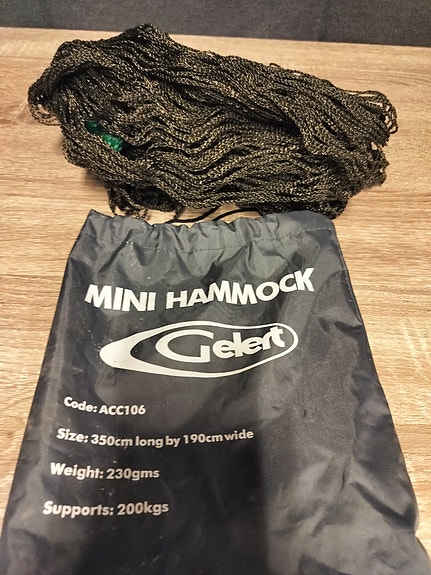 MINI HAMMOCK
Gelert
Code: ACC106
Size: 350cm long by 190cm wide
Weight: 230gms
Supports: 200kgs